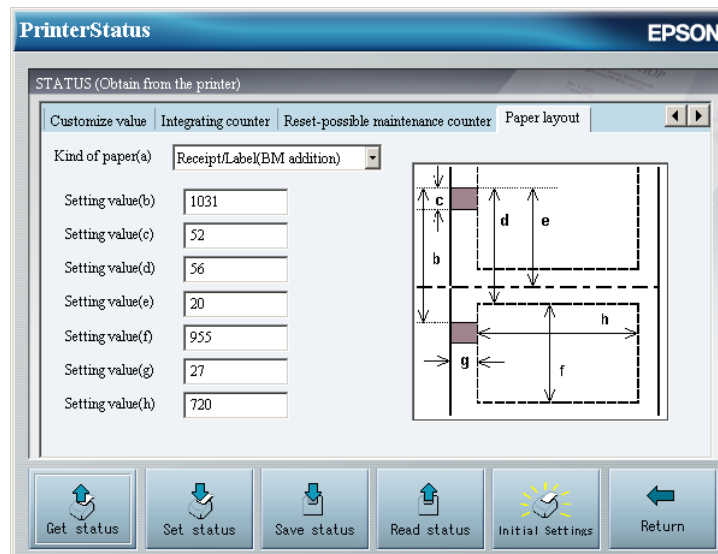 PrinterStatus
EPSON
STATUS (Obtain from the printer)
Customize value Integrating counter Reset-possible maintenance counter Paper layout
Kind of paper(a) Receipt/Label(BM addition)
Setting value(b) 1031
Setting value(c) 52
Setting value(d) 56
Setting value(e) 20
Setting value(f) 955
Setting value(g) 27
Setting value(h) 720
c
d e
b
h
g
f
Get status Set status Save status Read status Initial Settings Return